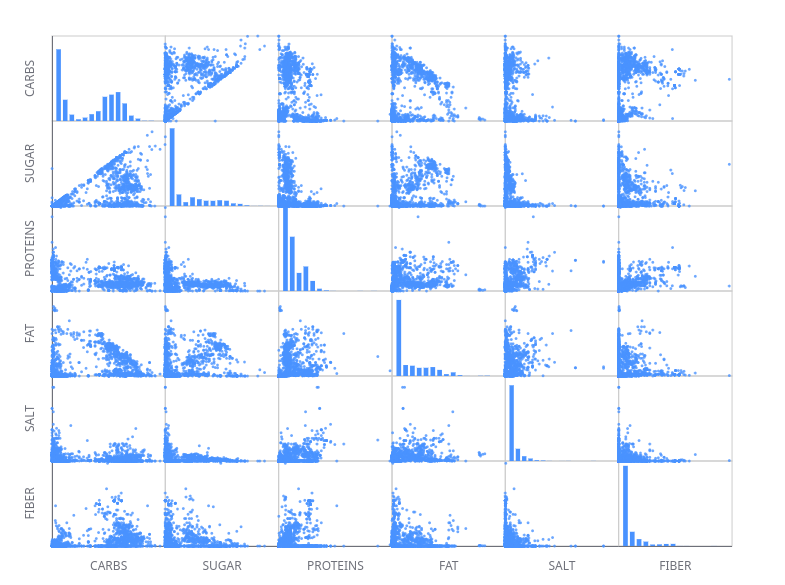 CARBS
SUGAR
PROTEINS
FAT
SALT
FIBER
CARBS SUGAR PROTEINS FAT SALT FIBER